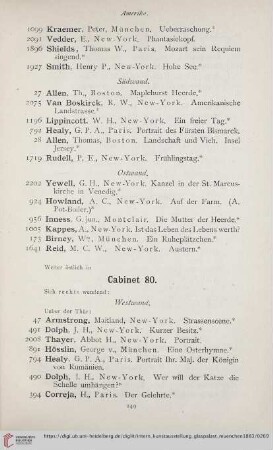 Amerika.
1099 Kraemer, Peter, München. Ueberraschung.*
2091 Vedder, E., New-York. Phantasiekopf.
1896 Shields, Thomas W., Paris. Mozart sein Requiem
singend.*
1927 Smith, Henry P., New-York. Hohe See.*
Südwand.
27 Allen, Th., Boston. Maplehurst Heerde.*
2075 Van Boskirck, R. W., New-York. Amerikanische
Landstrasse.*
1196 Lippincott, W. H., New-York. Ein freier Tag.*
792 Healy, G. P. A., Paris. Portrait des Fürsten Bismarck.
28 Allen, Thomas, Boston. Landschaft und Vieh, Insel
Jersey.*
1719 Rudell, P. E., New-York. Frühlingstag.*
Ostwand,
2202 Yewell, G. H., New-York. Kanzel in der St. Marcus-
kirche in Venedig.*
924 Howland, A. C., New-York. Auf der Farm. (A,
Pot-Boiler.)*
956 Inness, G. jun., Montclair. Die Mutter der Heerde.*
1005 Kappes, A., New-York. Ist das Leben des Lebens werth?
173 Birney, Wm., München. Ein Ruheplätzchen.*
1641 Reid, M. C. W., New-York. Austern.*
Weiter östlich in
Cabinet 80.
Sich rechts wendend:
Westwand,
Ueber der Thür:
47 Armstrong, Maitland, New-York. Strassenscene.*
491 Dolph, J. H., New-York. Kurzer Besitz.*
2008 Thayer, Abbot H., New-York. Portrait.
891 Hösslin, George v., München. Eine Osterhymne.*
794 Healy, G. P. A., Paris. Portrait Ihr. Maj. der Königin
von Rumänien.
490 Dolph, J. H., New-York. Wer will der Katze die
Schelle umhängen?*
394 Correja, H., Paris. Der Gelehrte.*